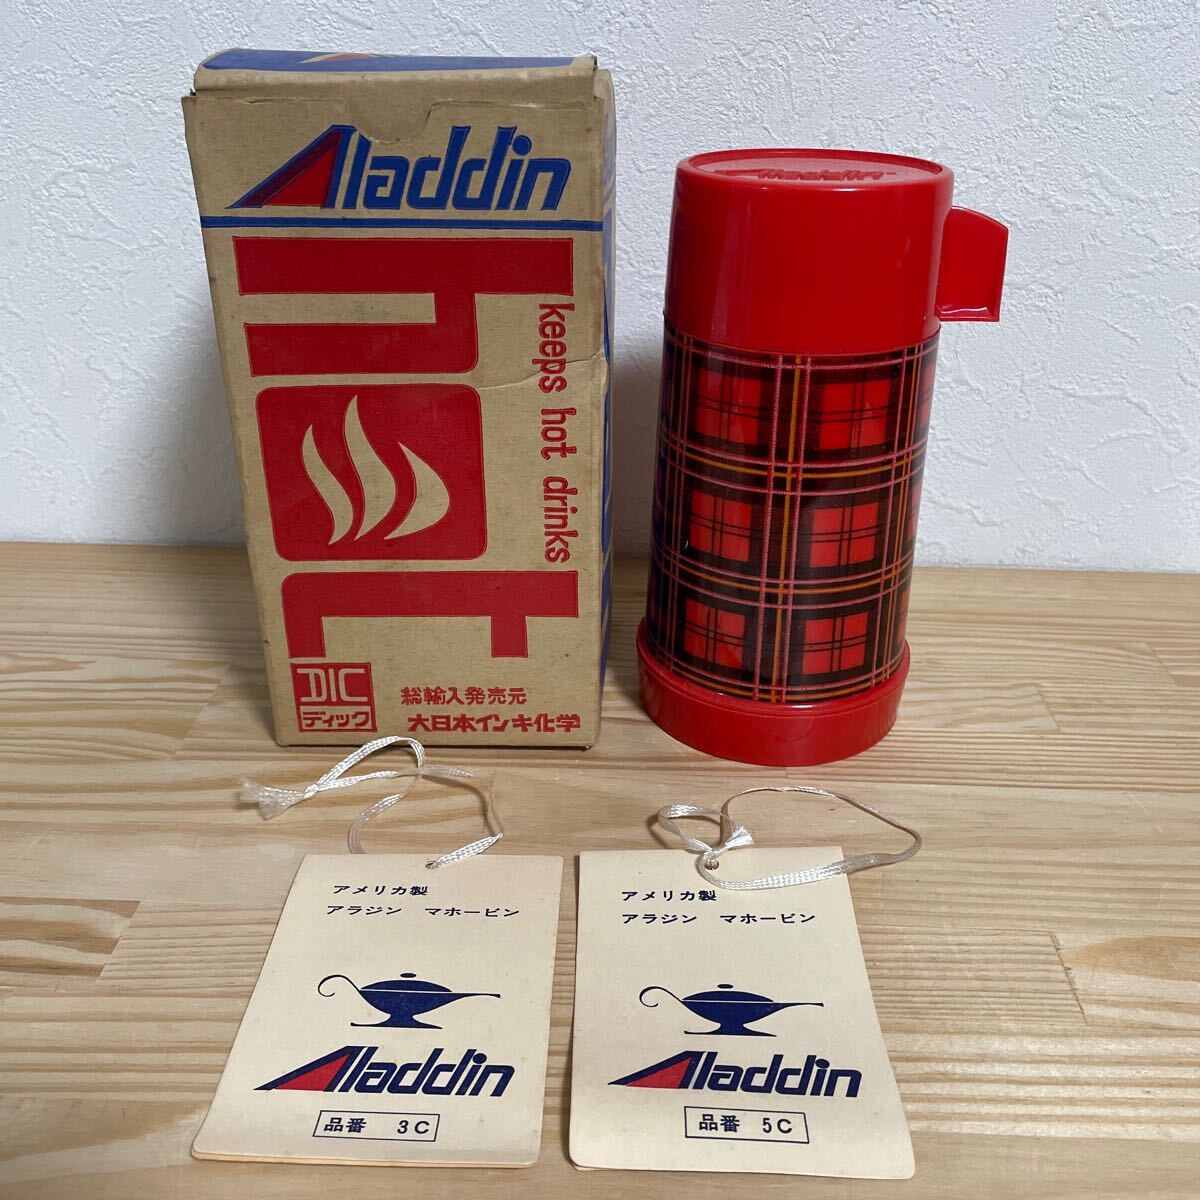 Aladdin
hot
keeps hot drinks
DIC
ディック
総輸入発売元
大日本インキ化学
Aladdin
アメリカ製
アラジン マホービン
Aladdin
品番 3C
アメリカ製
アラジン マホービン
Aladdin
品番 5C